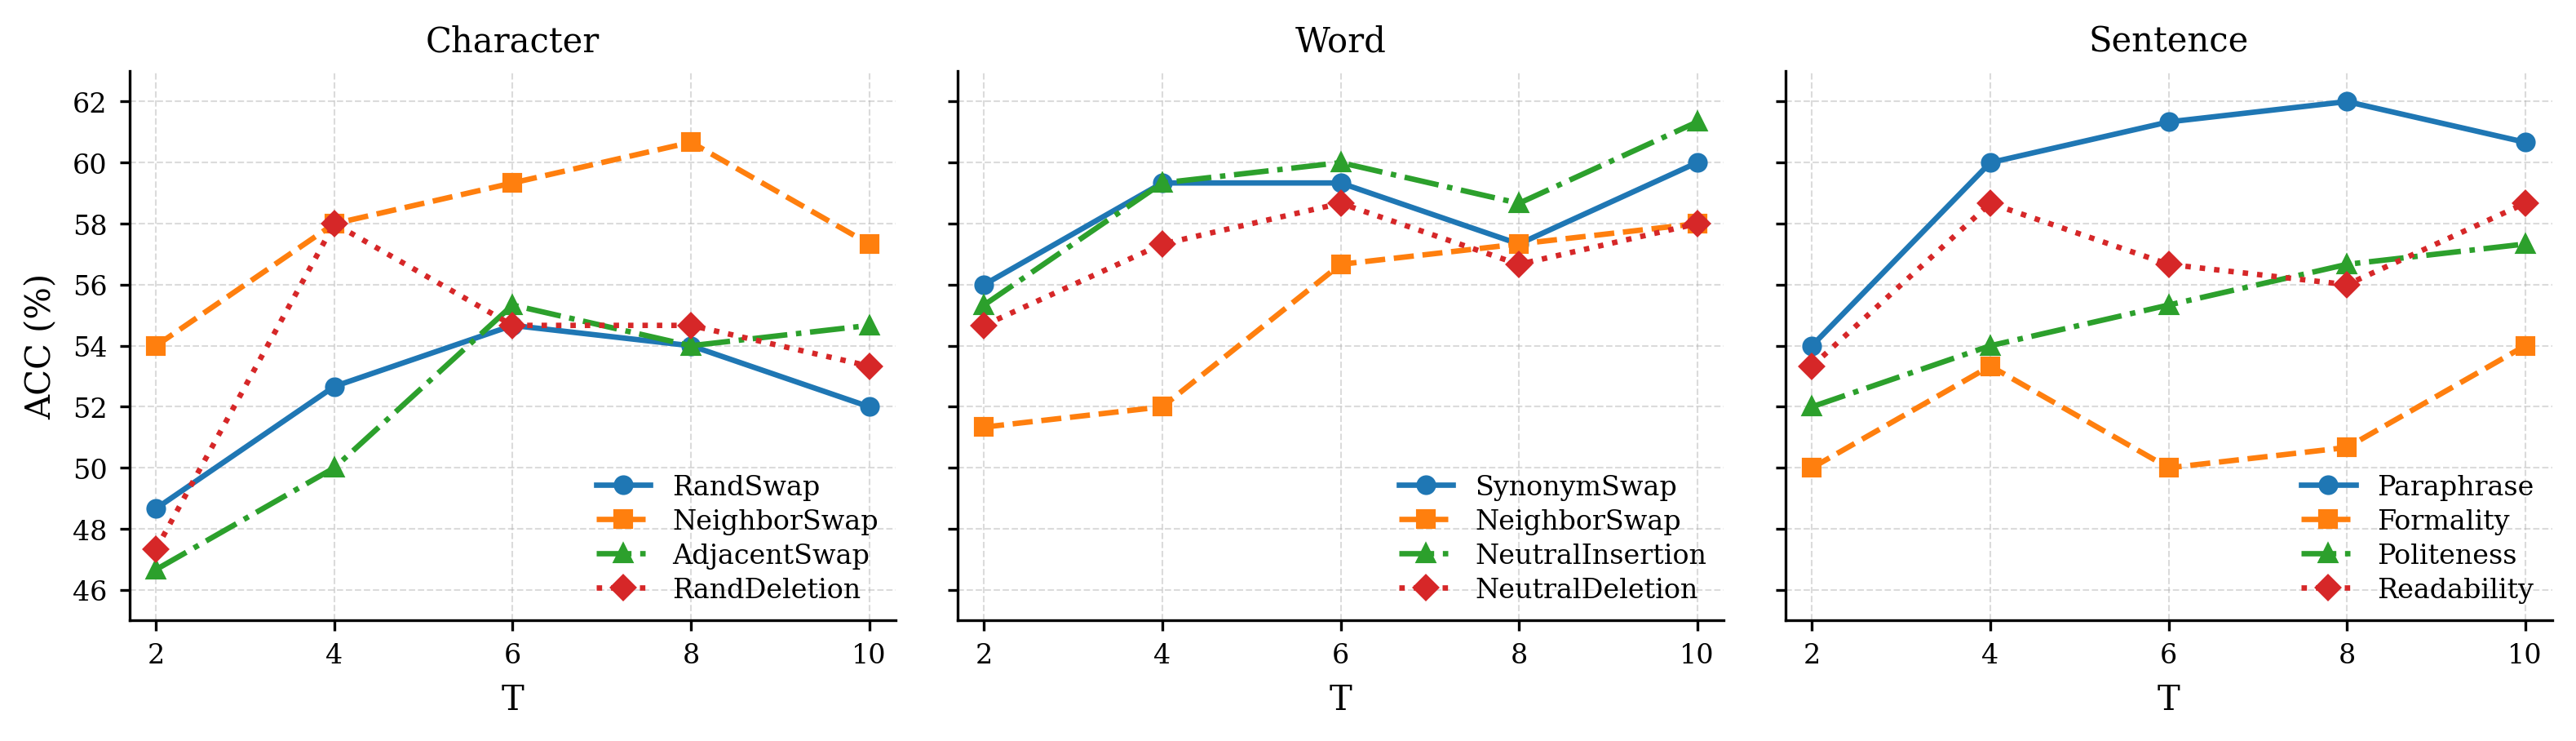 Character
Word
Sentence
ACC (%)
62
60
58
56
54
52
50
48
46
RandSwap
NeighborSwap
AdjacentSwap
RandDeletion
2 4 6 8 10
T
SynonymSwap
NeighborSwap
NeutralInsertion
NeutralDeletion
2 4 6 8 10
T
Paraphrase
Formality
Politeness
Readability
2 4 6 8 10
T